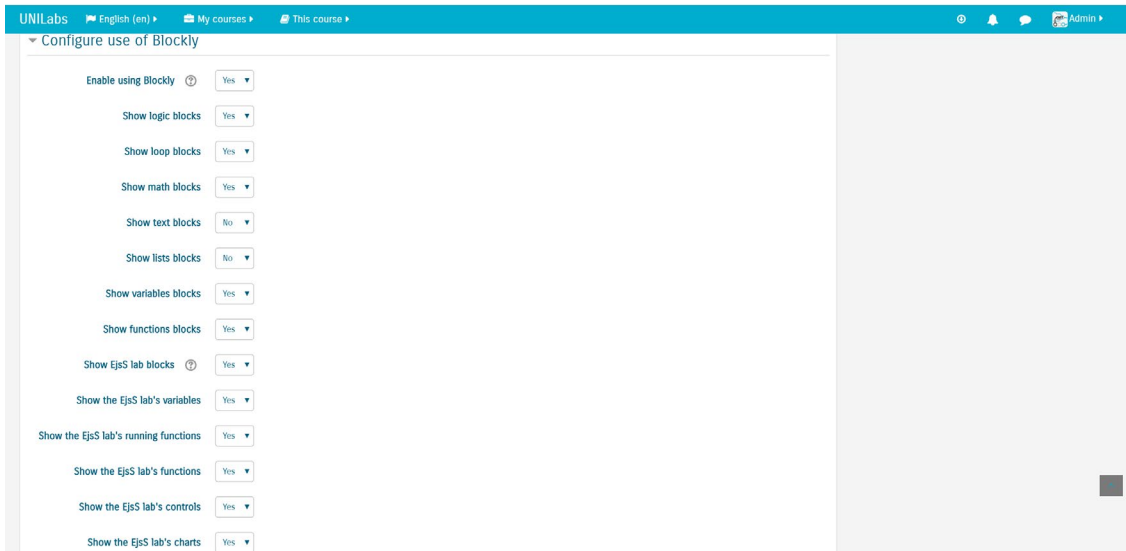 UNILabs English (en) My courses This course Admin
Configure use of Blockly
Enable using Blockly Yes
Show logic blocks Yes
Show loop blocks Yes
Show math blocks Yes
Show text blocks No
Show lists blocks No
Show variables blocks Yes
Show functions blocks Yes
Show EjsS lab blocks Yes
Show the EjsS lab's variables Yes
Show the EjsS lab's running functions Yes
Show the EjsS lab's functions Yes
Show the EjsS lab's controls Yes
Show the EjsS lab's charts Yes